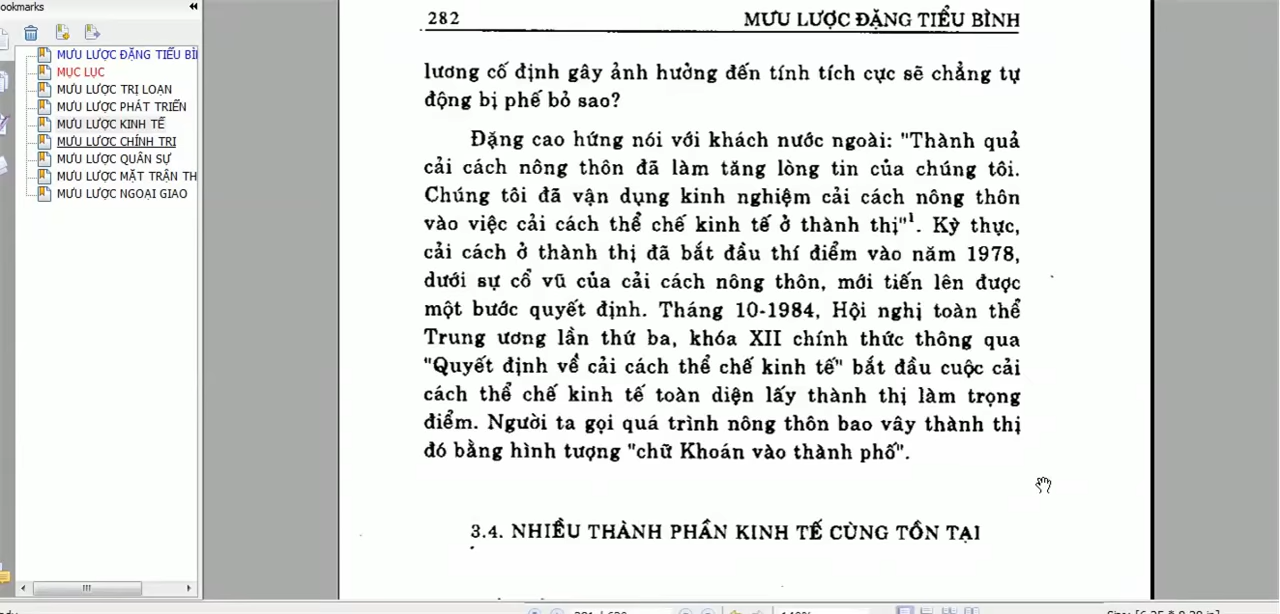 ookmarks
MƯU LƯỢC ĐẶNG TIỂU BÌ
MỤC LỤC
MƯU LƯỢC TRỊ LOẠN
MƯU LƯỢC PHÁT TRIỂN
MƯU LƯỢC KINH TẾ
MƯU LƯỢC CHÍNH TRỊ
MƯU LƯỢC QUÂN SỰ
MƯU LƯỢC MẶT TRẬN TH
MƯU LƯỢC NGOẠI GIAO
282 MƯU LƯỢC ĐẶNG TIỂU BÌNH
lương cố định gây ảnh hưởng đến tính tích cực sẽ chẳng tự
động bị phế bỏ sao?
Đặng cao hứng nói với khách nước ngoài: "Thành quả
cải cách nông thôn đã làm tăng lòng tin của chúng tôi.
Chúng tôi đã vận dụng kinh nghiệm cải cách nông thôn
vào việc cải cách thể chế kinh tế ở thành thị"¹. Kỳ thực,
cải cách ở thành thị đã bắt đầu thí điểm vào năm 1978,
dưới sự cổ vũ của cải cách nông thôn, mới tiến lên được
một bước quyết định. Tháng 10-1984, Hội nghị toàn thể
Trung ương lần thứ ba, khóa XII chính thức thông qua
"Quyết định về cải cách thể chế kinh tế" bắt đầu cuộc cải
cách thể chế kinh tế toàn diện lấy thành thị làm trọng
điểm. Người ta gọi quá trình nông thôn bao vây thành thị
đó bằng hình tượng "chữ Khoán vào thành phố".
3.4. NHIỀU THÀNH PHẦN KINH TẾ CÙNG TỒN TẠI